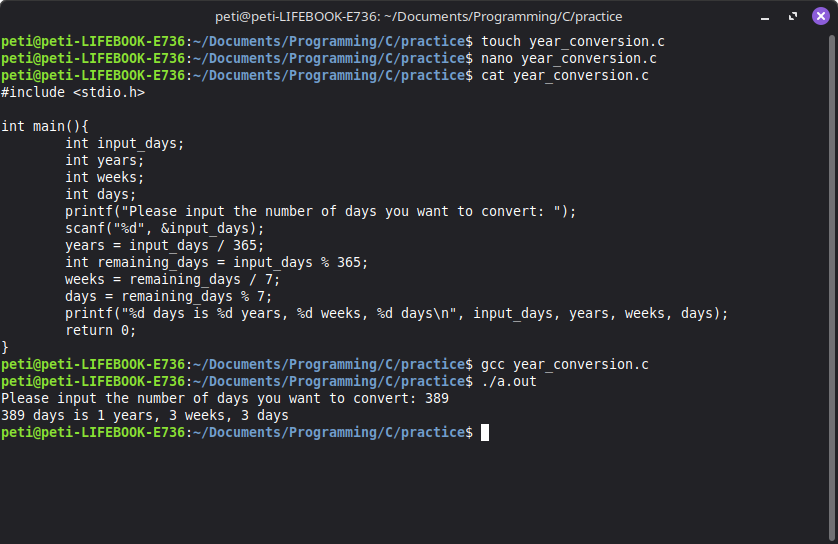 peti@peti-LIFEBOOK-E736: ~/Documents/Programming/C/practice
peti@peti-LIFEBOOK-E736:~/Documents/Programming/C/practice$ touch year_conversion.c
peti@peti-LIFEBOOK-E736:~/Documents/Programming/C/practice$ nano year_conversion.c
peti@peti-LIFEBOOK-E736:~/Documents/Programming/C/practice$ cat year_conversion.c
#include <stdio.h>

int main(){
        int input_days;
        int years;
        int weeks;
        int days;
        printf("Please input the number of days you want to convert: ");
        scanf("%d", &input_days);
        years = input_days / 365;
        int remaining_days = input_days % 365;
        weeks = remaining_days / 7;
        days = remaining_days % 7;
        printf("%d days is %d years, %d weeks, %d days\n", input_days, years, weeks, days);
        return 0;
}
peti@peti-LIFEBOOK-E736:~/Documents/Programming/C/practice$ gcc year_conversion.c
peti@peti-LIFEBOOK-E736:~/Documents/Programming/C/practice$ ./a.out
Please input the number of days you want to convert: 389
389 days is 1 years, 3 weeks, 3 days
peti@peti-LIFEBOOK-E736:~/Documents/Programming/C/practice$